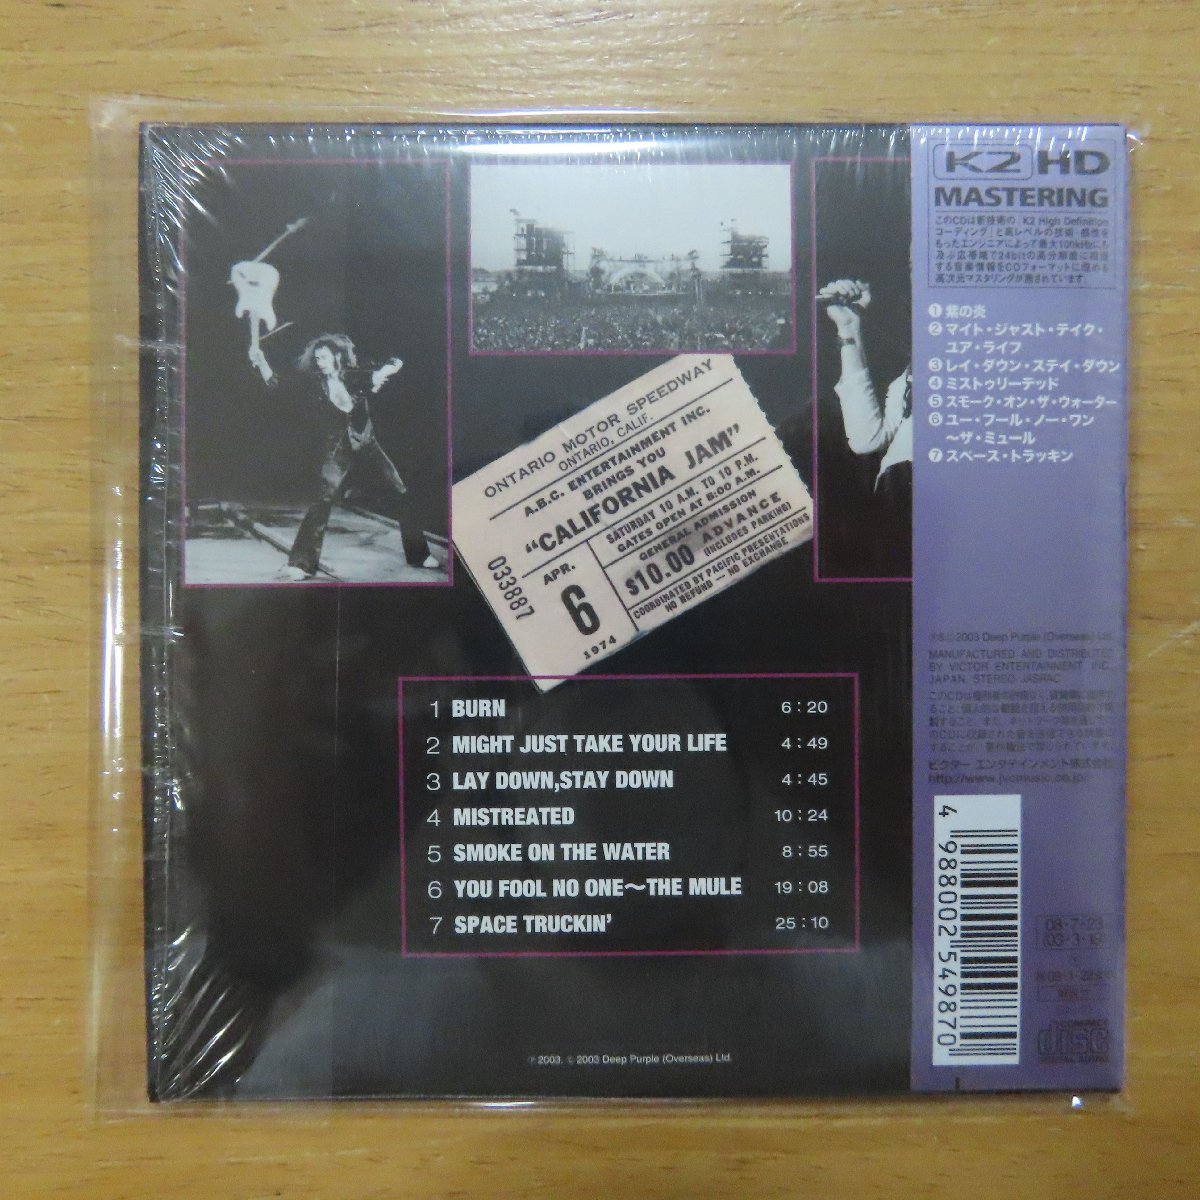 ONTARIO MOTOR SPEEDWAY
ONTARIO, CALIF.
A.B.C. ENTERTAINMENT INC.
BRINGS YOU
"CALIFORNIA JAM"
SATURDAY 10 A.M. TO 10 P.M.
GATES OPEN AT 8:00 A.M.
GENERAL ADMISSION
$10.00 ADVANCE
(INCLUDES PARKING)
COORDINATED BY PACIFIC PRESENTATIONS
NO REFUND — NO EXCHANGE
033887
APR.
6
1974
1 BURN 6:20
2 MIGHT JUST TAKE YOUR LIFE 4:49
3 LAY DOWN,STAY DOWN 4:45
4 MISTREATED 10:24
5 SMOKE ON THE WATER 8:55
6 YOU FOOL NO ONE〜THE MULE 19:08
7 SPACE TRUCKIN' 25:10
℗ 2003. © 2003 Deep Purple (Overseas) Ltd.
K2 HD
MASTERING
このCDは新技術の「K2 High Definition
コーディング」と高レベルの技術・感性を
もったエンジニアによって最大100kHzにも
及ぶ広帯域で24bitの高分解能に相当
する音楽情報をCDフォーマットに埋める
高次元マスタリングが施されています。
① 紫の炎
② マイト・ジャスト・テイク・
ユア・ライフ
③ レイ・ダウン・ステイ・ダウン
④ ミストゥリーテッド
⑤ スモーク・オン・ザ・ウォーター
⑥ ユー・フール・ノー・ワン
〜ザ・ミュール
⑦ スペース・トラッキン
℗&© 2003 Deep Purple (Overseas) Ltd.
MANUFACTURED AND DISTRIBUTED
BY VICTOR ENTERTAINMENT, INC.
JAPAN. STEREO JASRAC
ビクター エンタテインメント株式会社
http://www.jvcmusic.co.jp/
4 988002 549870
08·7·23
COMPACT
disc
DIGITAL AUDIO